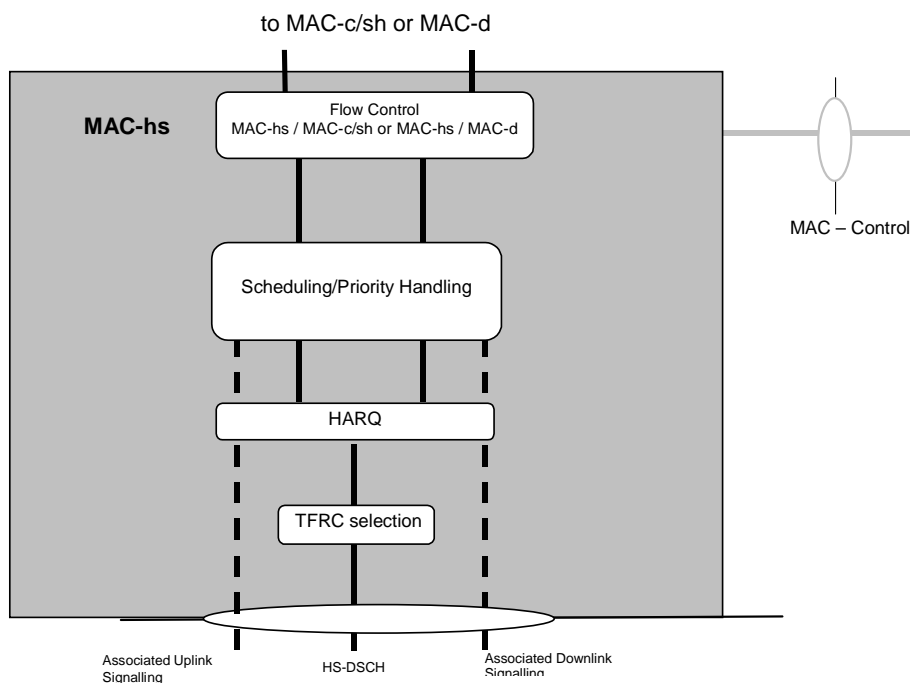 to MAC-c/sh or MAC-d
MAC-hs
Flow Control
MAC-hs / MAC-c/sh or MAC-hs / MAC-d
MAC – Control
Scheduling/Priority Handling
HARQ
TFRC selection
Associated Uplink
Signalling
HS-DSCH
Associated Downlink
Signalling